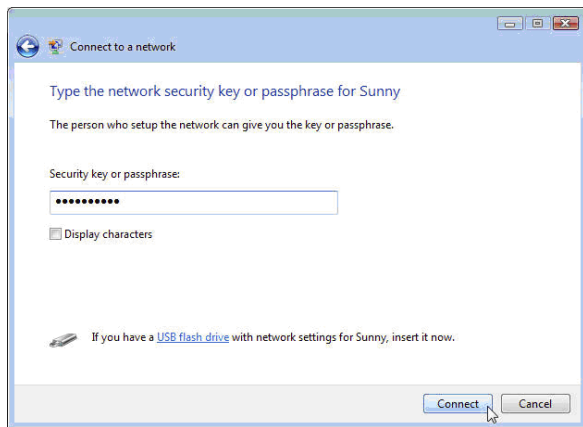 Connect to a network
Type the network security key or passphrase for Sunny
The person who setup the network can give you the key or passphrase.
Security key or passphrase:
••••••••••
Display characters
If you have a USB flash drive with network settings for Sunny, insert it now.
Connect
Cancel